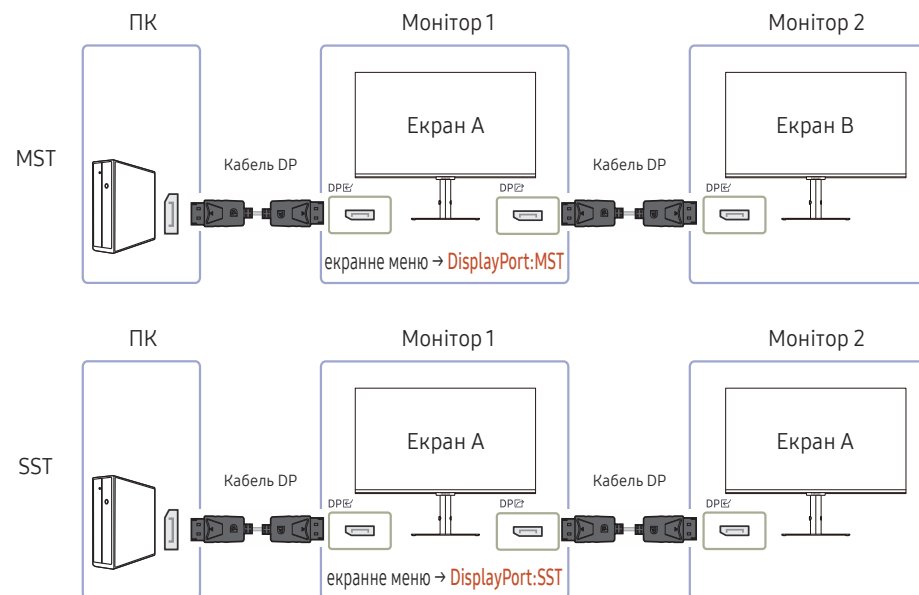 ПК Монітор 1 Монітор 2
Екран A Екран B
MST
Кабель DP Кабель DP
DP DP DP
екранне меню → DisplayPort:MST
ПК Монітор 1 Монітор 2
Екран A Екран A
SST
Кабель DP Кабель DP
DP DP DP
екранне меню → DisplayPort:SST